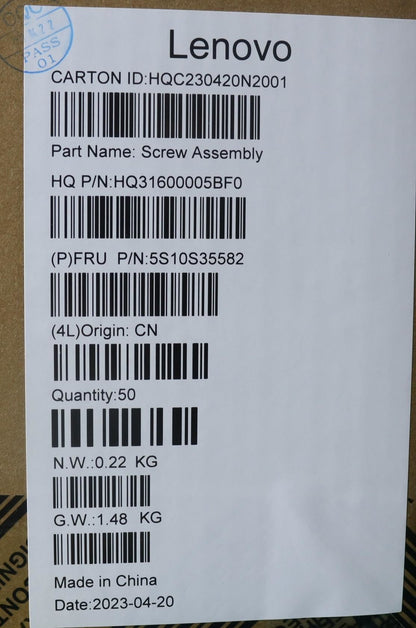 PASS
01
Lenovo
CARTON ID:HQC230420N2001
Part Name: Screw Assembly
HQ P/N:HQ31600005BF0
(P)FRU P/N:5S10S35582
(4L)Origin: CN
Quantity:50
N.W.:0.22 KG
G.W.:1.48 KG
Made in China
Date:2023-04-20